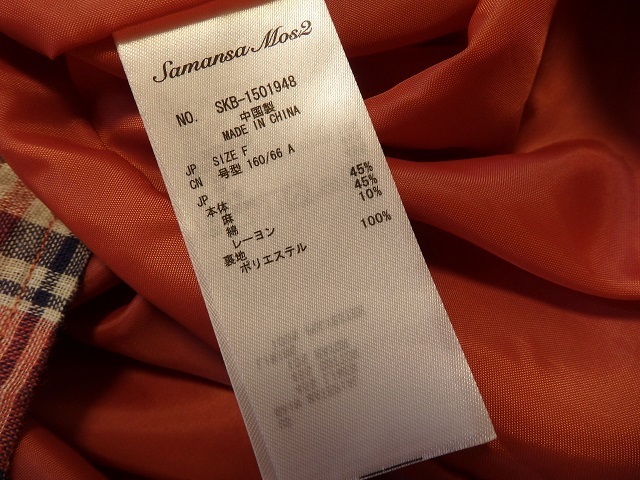 Samansa Mos2
NO. SKB-1501948
中国製
MADE IN CHINA
JP SIZE F
CN 号型 160/66 A
JP
本体
麻 45%
綿 45%
レーヨン 10%
裏地
ポリエステル 100%